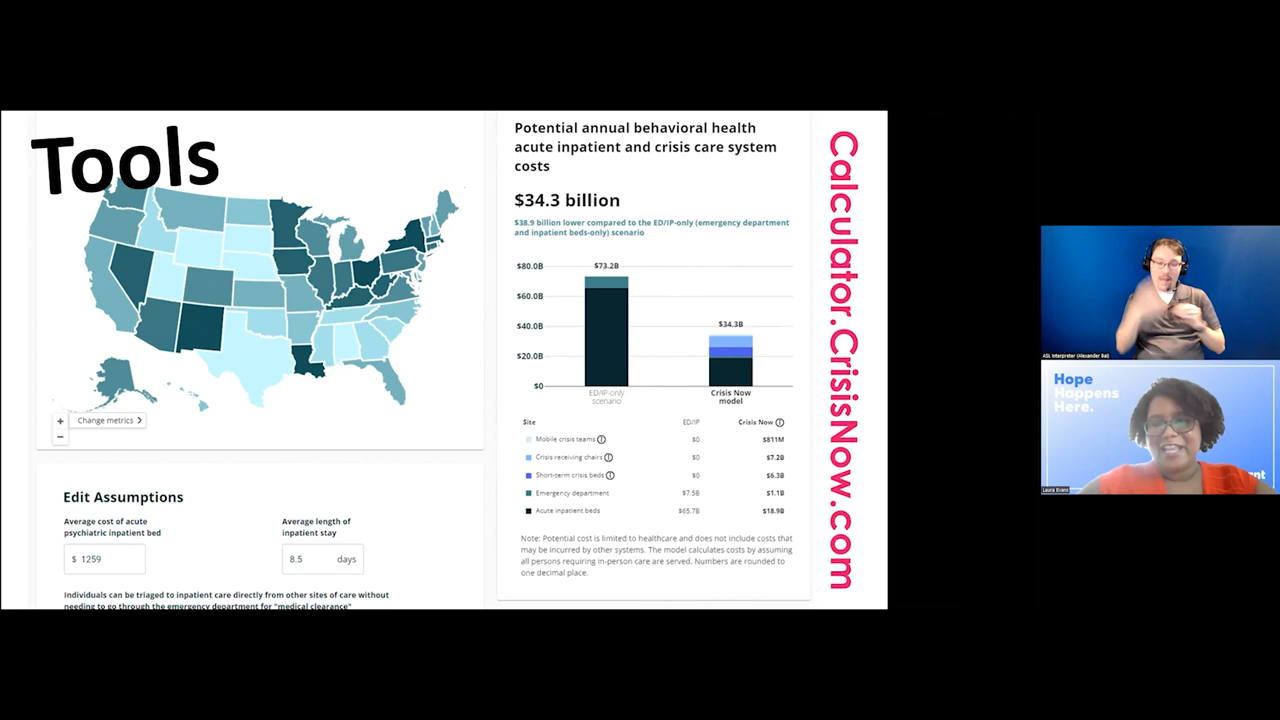 Tools
Change metrics
+
−
Edit Assumptions
Average cost of acute
psychiatric inpatient bed
$ 1259
Average length of
inpatient stay
8.5 days
Individuals can be triaged to inpatient care directly from other sites of care without
needing to go through the emergency department for "medical clearance"
Potential annual behavioral health
acute inpatient and crisis care system
costs
$34.3 billion
$38.9 billion lower compared to the ED/IP-only (emergency department
and inpatient beds-only) scenario
$80.0B
$60.0B
$40.0B
$20.0B
$0
$73.2B
$34.3B
ED/IP-only
scenario
Crisis Now
model
Site ED/IP Crisis Now
Mobile crisis teams $0 $811M
Crisis receiving chairs $0 $7.2B
Short-term crisis beds $0 $6.3B
Emergency department $7.5B $1.1B
Acute inpatient beds $65.7B $18.9B
Note: Potential cost is limited to healthcare and does not include costs that
may be incurred by other systems. The model calculates costs by assuming
all persons requiring in-person care are served. Numbers are rounded to
one decimal place.
Calculator.CrisisNow.com
ASL Interpreter (Alexander Bal)
Hope
Happens
Here.
Laura Evans